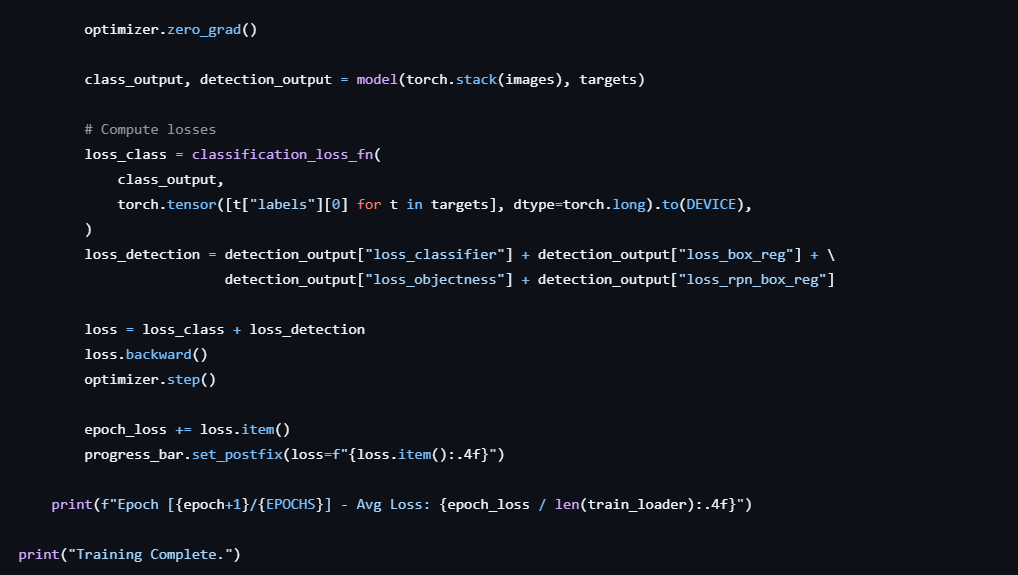 optimizer.zero_grad()
class_output, detection_output = model(torch.stack(images), targets)
# Compute losses
loss_class = classification_loss_fn(
class_output,
torch.tensor([t["labels"][0] for t in targets], dtype=torch.long).to(DEVICE),
)
loss_detection = detection_output["loss_classifier"] + detection_output["loss_box_reg"] + \
detection_output["loss_objectness"] + detection_output["loss_rpn_box_reg"]
loss = loss_class + loss_detection
loss.backward()
optimizer.step()
epoch_loss += loss.item()
progress_bar.set_postfix(loss=f"{loss.item():.4f}")
print(f"Epoch [{epoch+1}/{EPOCHS}] - Avg Loss: {epoch_loss / len(train_loader):.4f}")
print("Training Complete.")